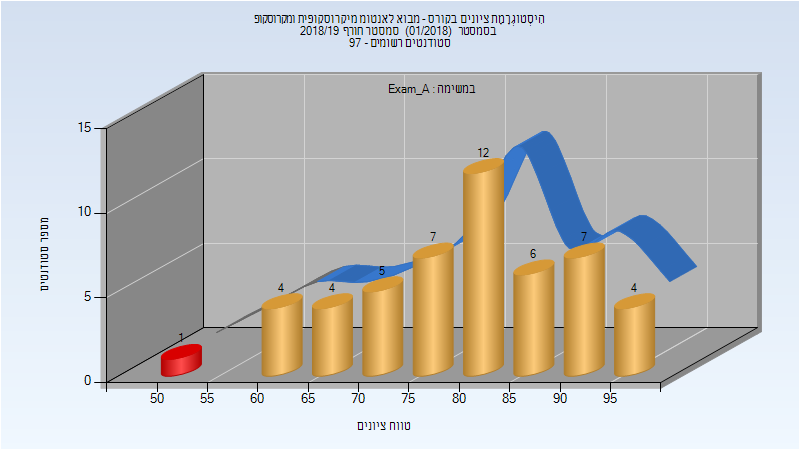 היסטוגרמת ציונים בקורס - מבוא לאנטומ מיקרוסקופית ומקרוסקופ
בסמסטר (01/2018) סמסטר חורף 2018/19
סטודנטים רשומים - 97
במשימה : Exam_A
מספר סטודנטים
15
10
5
0
1
4
4
5
7
12
6
7
4
50 55 60 65 70 75 80 85 90 95
טווח ציונים